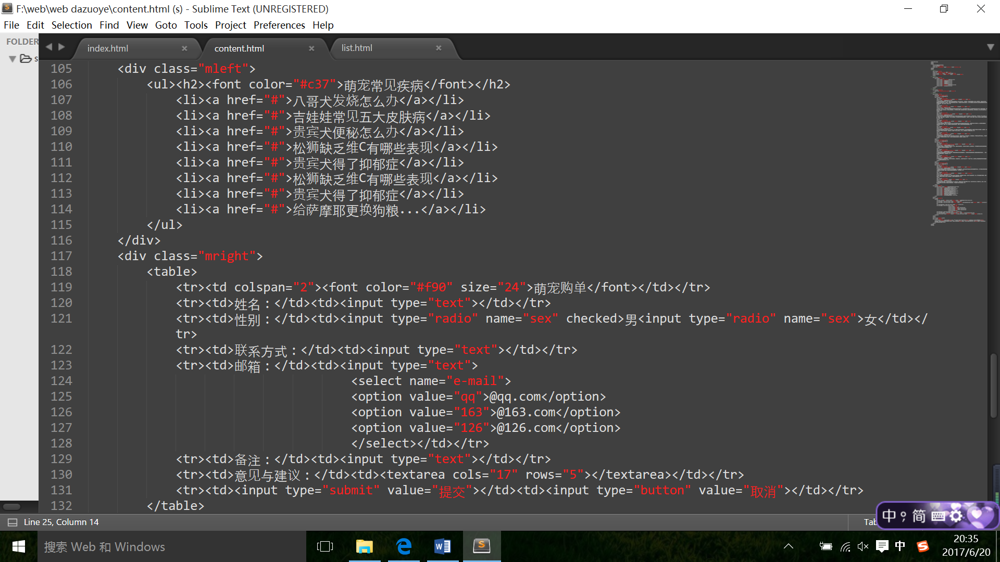 F:\web\web dazuoye\content.html (s) - Sublime Text (UNREGISTERED)
File Edit Selection Find View Goto Tools Project Preferences Help
FOLDER
index.html × content.html × list.html ×
s
105 <div class="mleft">
106 <ul><h2><font color="#c37">萌宠常见疾病</font></h2>
107 <li><a href="#">八哥犬发烧怎么办</a></li>
108 <li><a href="#">吉娃娃常见五大皮肤病</a></li>
109 <li><a href="#">贵宾犬便秘怎么办</a></li>
110 <li><a href="#">松狮缺乏维C有哪些表现</a></li>
111 <li><a href="#">贵宾犬得了抑郁症</a></li>
112 <li><a href="#">松狮缺乏维C有哪些表现</a></li>
113 <li><a href="#">贵宾犬得了抑郁症</a></li>
114 <li><a href="#">给萨摩耶更换狗粮...</a></li>
115 </ul>
116 </div>
117 <div class="mright">
118 <table>
119 <tr><td colspan="2"><font color="#f90" size="24">萌宠购单</font></td></tr>
120 <tr><td>姓名：</td><td><input type="text"></td></tr>
121 <tr><td>性别：</td><td><input type="radio" name="sex" checked>男<input type="radio" name="sex">女</td></
tr>
122 <tr><td>联系方式：</td><td><input type="text"></td></tr>
123 <tr><td>邮箱：</td><td><input type="text">
124 <select name="e-mail">
125 <option value="qq">@qq.com</option>
126 <option value="163">@163.com</option>
127 <option value="126">@126.com</option>
128 </select></td></tr>
129 <tr><td>备注：</td><td><input type="text"></td></tr>
130 <tr><td>意见与建议：</td><td><textarea cols="17" rows="5"></textarea></td></tr>
131 <tr><td><input type="submit" value="提交"></td><td><input type="button" value="取消"></td></tr>
132 </table>
Line 25, Column 14
Tab
中 简
搜索 Web 和 Windows
中
20:35
2017/6/20